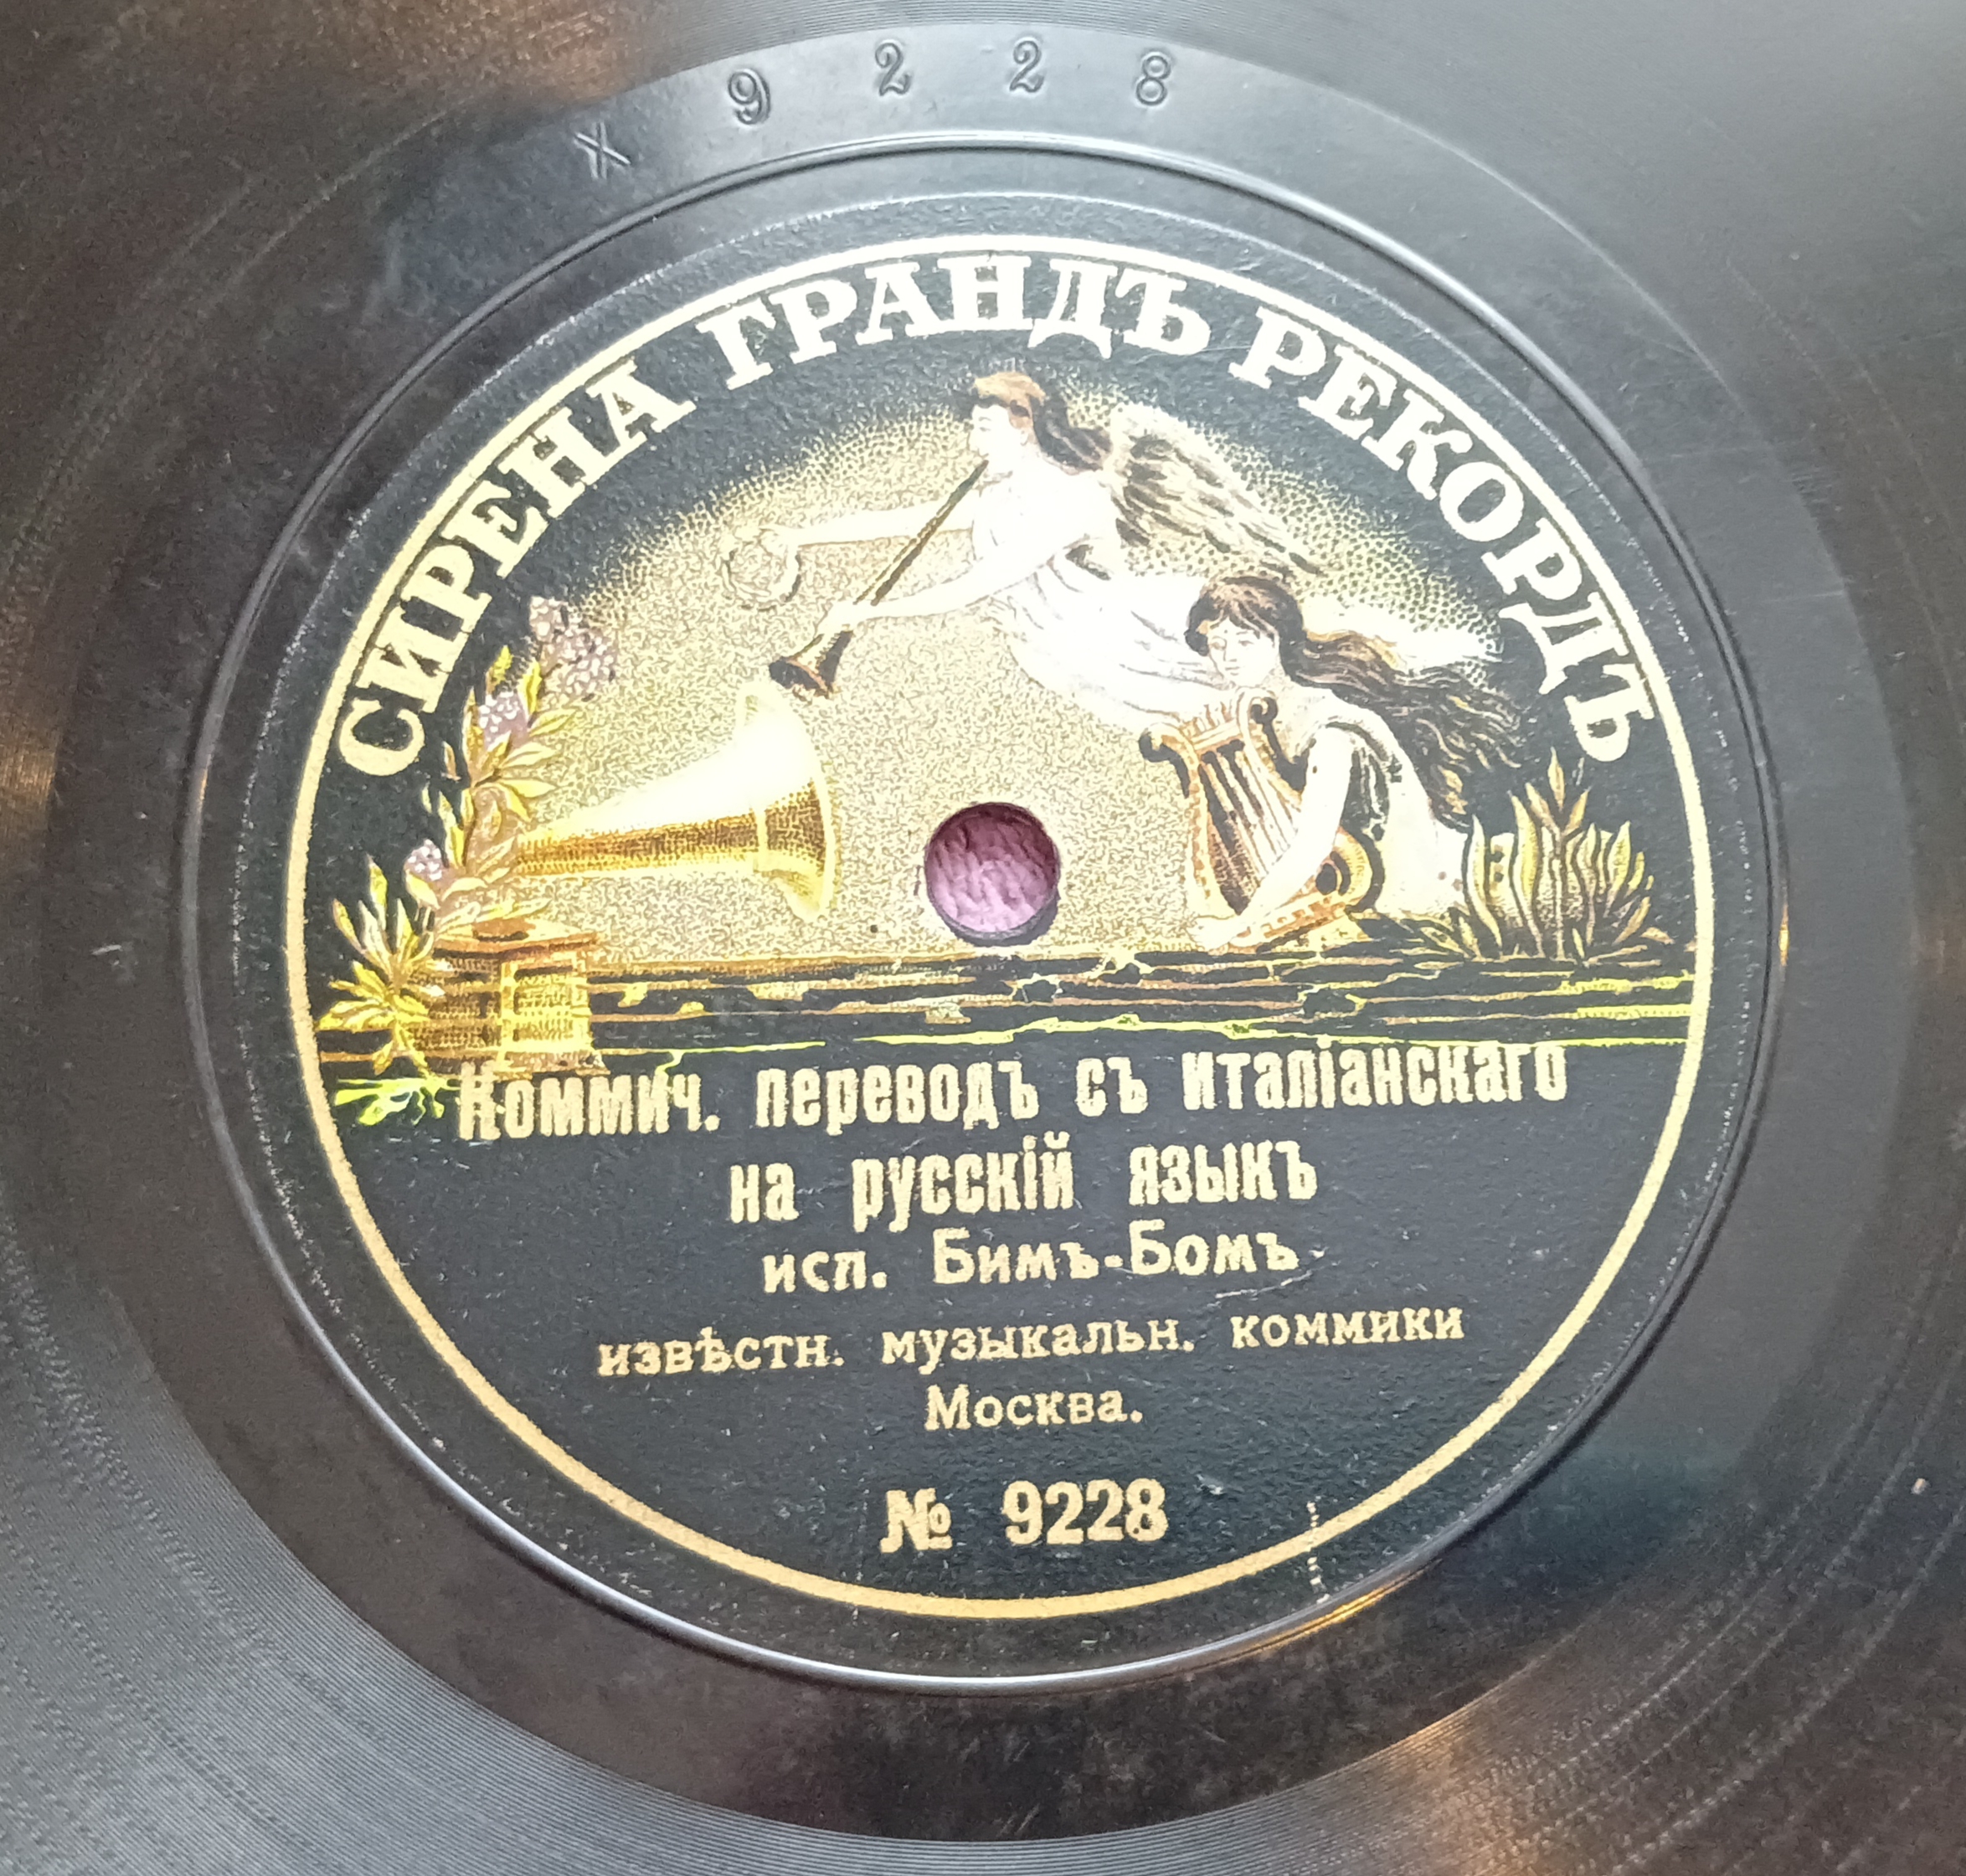 X 9228
СИРЕНА ГРАНДЪ РЕКОРДЪ
Коммич. переводъ съ италіанскаго
на русскій языкъ
исп. Бимъ-Бомъ
извѣстн. музыкальн. коммики
Москва.
№ 9228